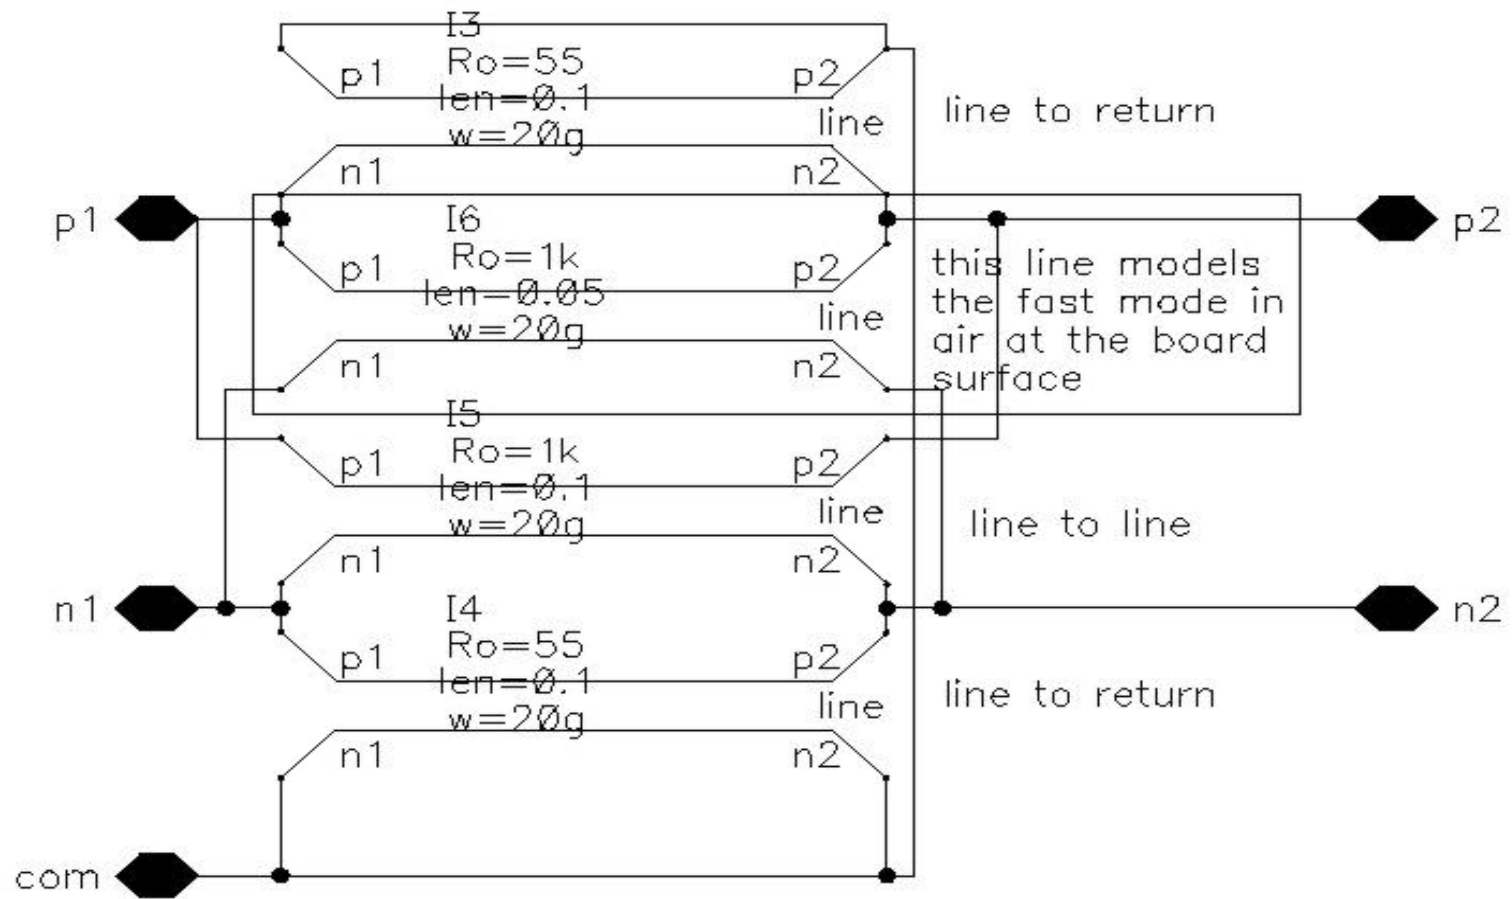 I3
Ro=55
p1
p2
len=0.1
line
line to return
w=20g
n1
n2
p1
I6
p2
Ro=1k
p1
p2
this line models
len=0.05
the fast mode in
line
w=20g
air at the board
n1
n2
surface
I5
Ro=1k
p1
p2
len=0.1
line
line to line
w=20g
n1
n2
n1
I4
n2
Ro=55
p1
p2
len=0.1
line
line to return
w=20g
n1
n2
com